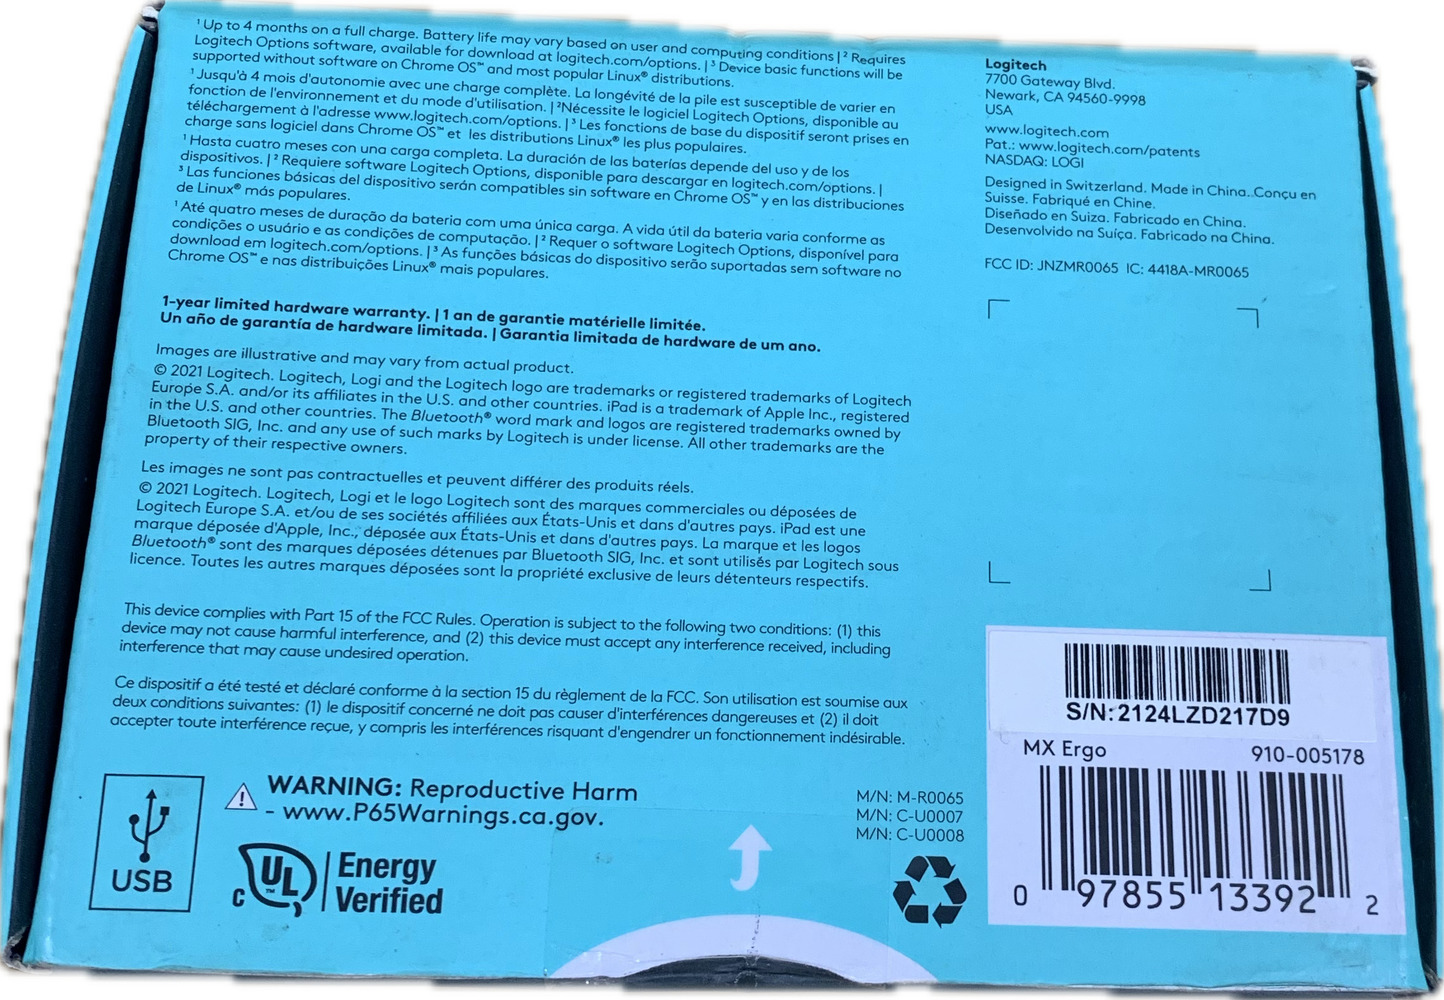 ¹ Up to 4 months on a full charge. Battery life may vary based on user and computing conditions | ² Requires
Logitech Options software, available for download at logitech.com/options. | ³ Device basic functions will be
supported without software on Chrome OS™ and most popular Linux® distributions.
¹ Jusqu'à 4 mois d'autonomie avec une charge complète. La longévité de la pile est susceptible de varier en
fonction de l'environnement et du mode d'utilisation. | ²Nécessite le logiciel Logitech Options, disponible au
téléchargement à l'adresse www.logitech.com/options. | ³ Les fonctions de base du dispositif seront prises en
charge sans logiciel dans Chrome OS™ et les distributions Linux® les plus populaires.
¹ Hasta cuatro meses con una carga completa. La duración de las baterías depende del uso y de los
dispositivos. | ² Requiere software Logitech Options, disponible para descargar en logitech.com/options. |
³ Las funciones básicas del dispositivo serán compatibles sin software en Chrome OS™ y en las distribuciones
de Linux® más populares.
¹ Até quatro meses de duração da bateria com uma única carga. A vida útil da bateria varia conforme as
condições o usuário e as condições de computação. | ² Requer o software Logitech Options, disponível para
download em logitech.com/options. | ³ As funções básicas do dispositivo serão suportadas sem software no
Chrome OS™ e nas distribuições Linux® mais populares.
1-year limited hardware warranty. | 1 an de garantie matérielle limitée.
Un año de garantía de hardware limitada. | Garantia limitada de hardware de um ano.
Images are illustrative and may vary from actual product.
© 2021 Logitech. Logitech, Logi and the Logitech logo are trademarks or registered trademarks of Logitech
Europe S.A. and/or its affiliates in the U.S. and other countries. iPad is a trademark of Apple Inc., registered
in the U.S. and other countries. The Bluetooth® word mark and logos are registered trademarks owned by
Bluetooth SIG, Inc. and any use of such marks by Logitech is under license. All other trademarks are the
property of their respective owners.
Les images ne sont pas contractuelles et peuvent différer des produits réels.
© 2021 Logitech. Logitech, Logi et le logo Logitech sont des marques commerciales ou déposées de
Logitech Europe S.A. et/ou de ses sociétés affiliées aux États-Unis et dans d'autres pays. iPad est une
marque déposée d'Apple, Inc., déposée aux États-Unis et dans d'autres pays. La marque et les logos
Bluetooth® sont des marques déposées détenues par Bluetooth SIG, Inc. et sont utilisés par Logitech sous
licence. Toutes les autres marques déposées sont la propriété exclusive de leurs détenteurs respectifs.
This device complies with Part 15 of the FCC Rules. Operation is subject to the following two conditions: (1) this
device may not cause harmful interference, and (2) this device must accept any interference received, including
interference that may cause undesired operation.
Ce dispositif a été testé et déclaré conforme à la section 15 du règlement de la FCC. Son utilisation est soumise aux
deux conditions suivantes: (1) le dispositif concerné ne doit pas causer d'interférences dangereuses et (2) il doit
accepter toute interférence reçue, y compris les interférences risquant d'engendrer un fonctionnement indésirable.
USB
WARNING: Reproductive Harm
- www.P65Warnings.ca.gov.
c UL™
Energy
Verified
M/N: M-R0065
M/N: C-U0007
M/N: C-U0008
Logitech
7700 Gateway Blvd.
Newark, CA 94560-9998
USA
www.logitech.com
Pat.: www.logitech.com/patents
NASDAQ: LOGI
Designed in Switzerland. Made in China..Conçu en
Suisse. Fabriqué en Chine.
Diseñado en Suiza. Fabricado en China.
Desenvolvido na Suíça. Fabricado na China.
FCC ID: JNZMR0065 IC: 4418A-MR0065
S/N: 2124LZD217D9
MX Ergo 910-005178
0 97855 13392 2